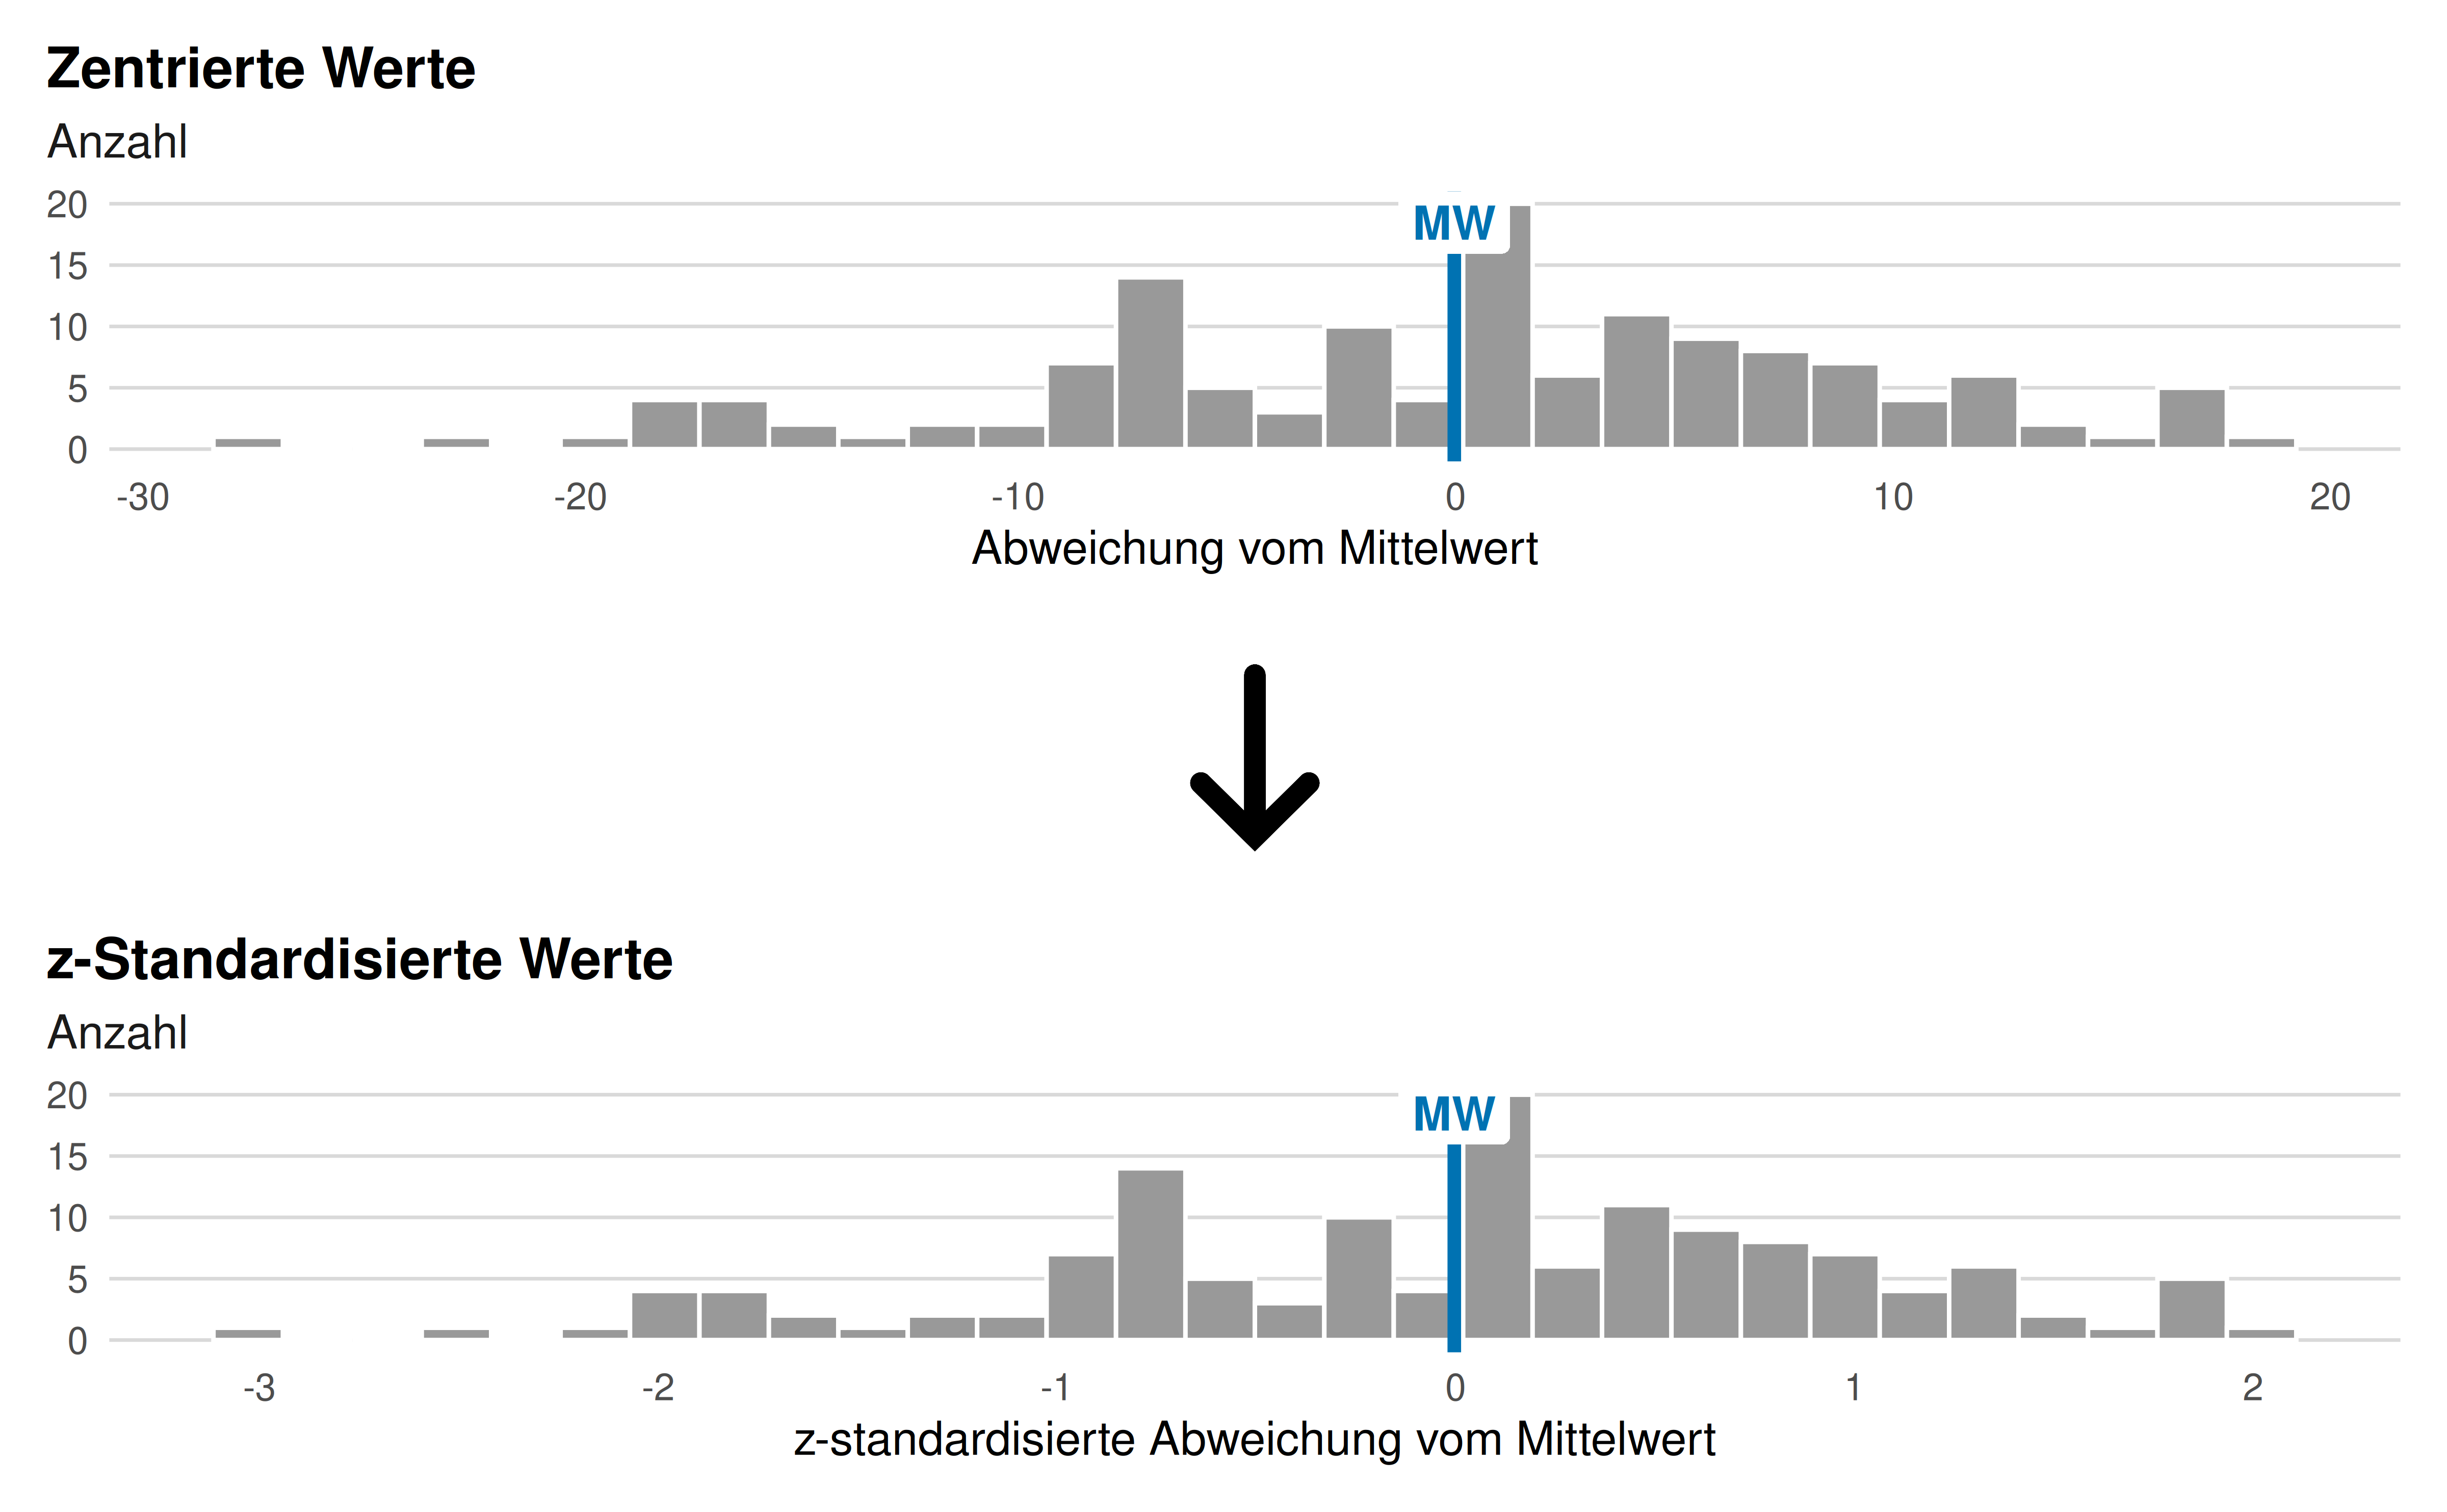 Zentrierte Werte
Anzahl
20
15
10
5
0
MW
-30 -20 -10 0 10 20
Abweichung vom Mittelwert
z-Standardisierte Werte
Anzahl
20
15
10
5
0
MW
-3 -2 -1 0 1 2
z-standardisierte Abweichung vom Mittelwert